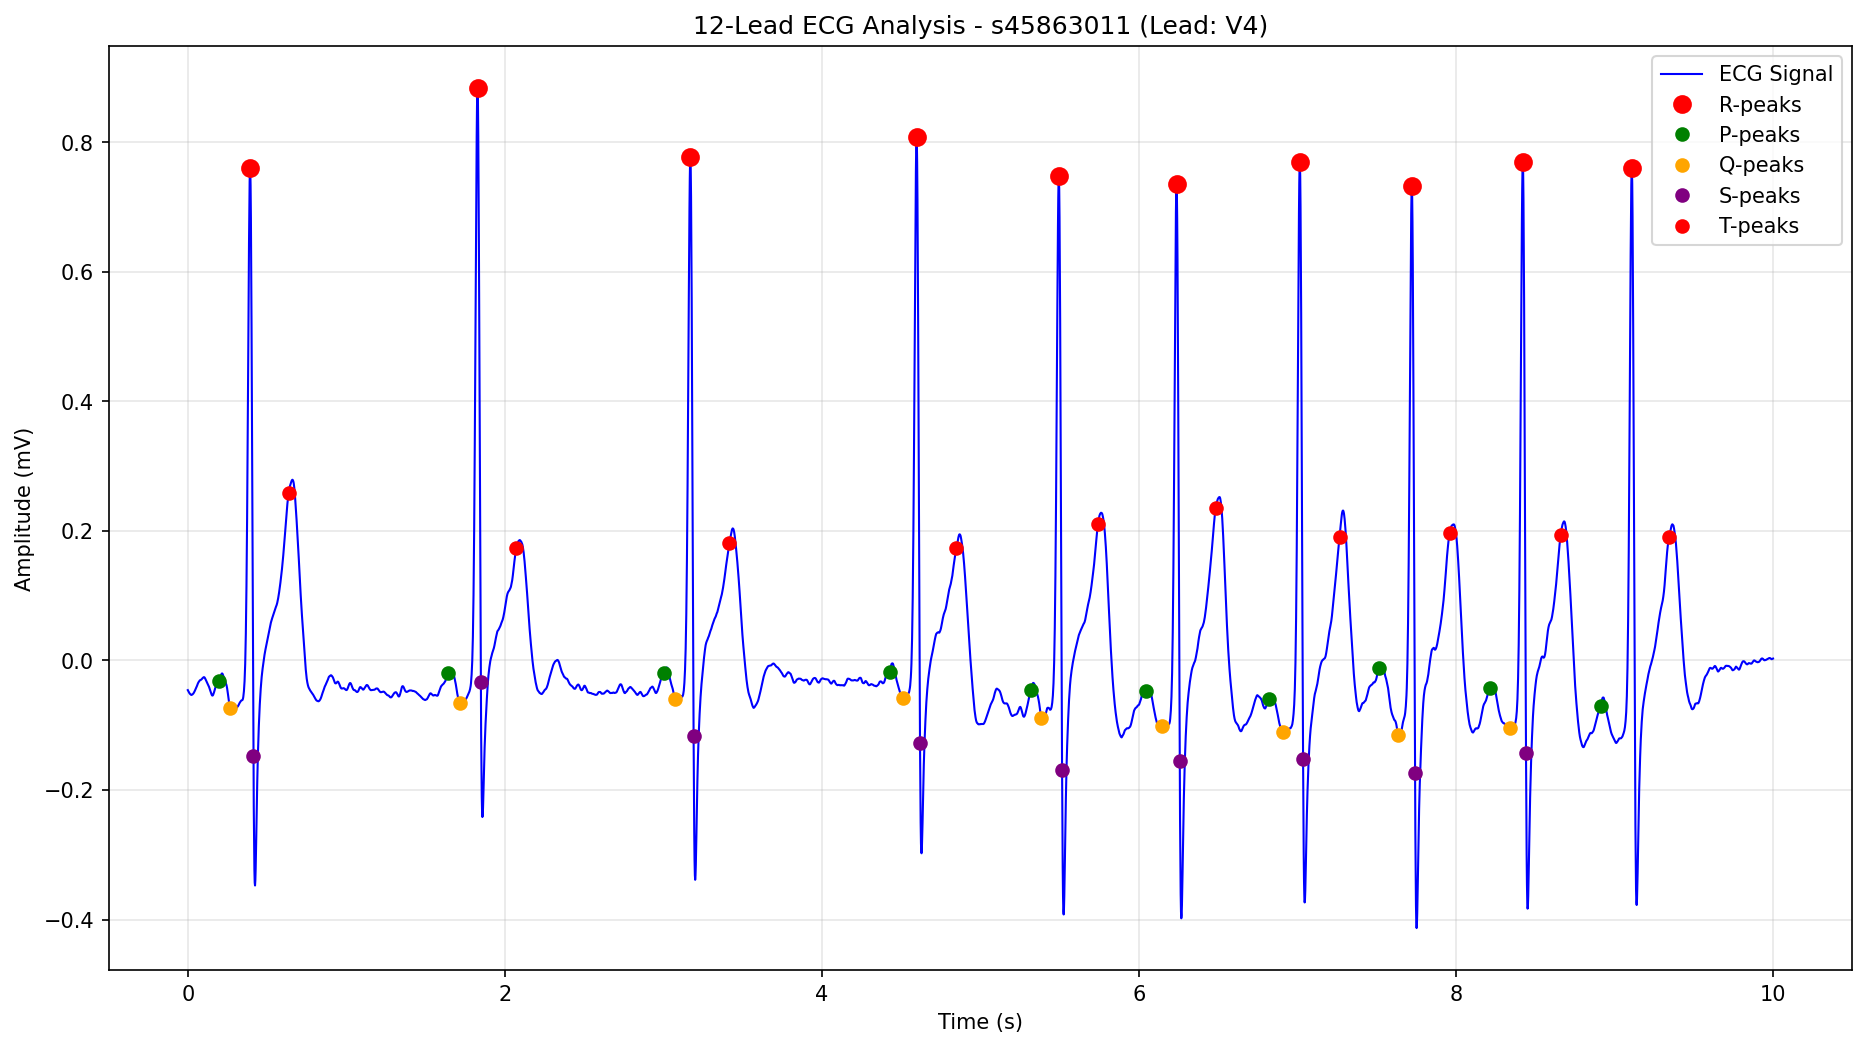 12-Lead ECG Analysis - s45863011 (Lead: V4)
ECG Signal
R-peaks
P-peaks
Q-peaks
S-peaks
T-peaks
Amplitude (mV)
0.8
0.6
0.4
0.2
0.0
−0.2
−0.4
0 2 4 6 8 10
Time (s)